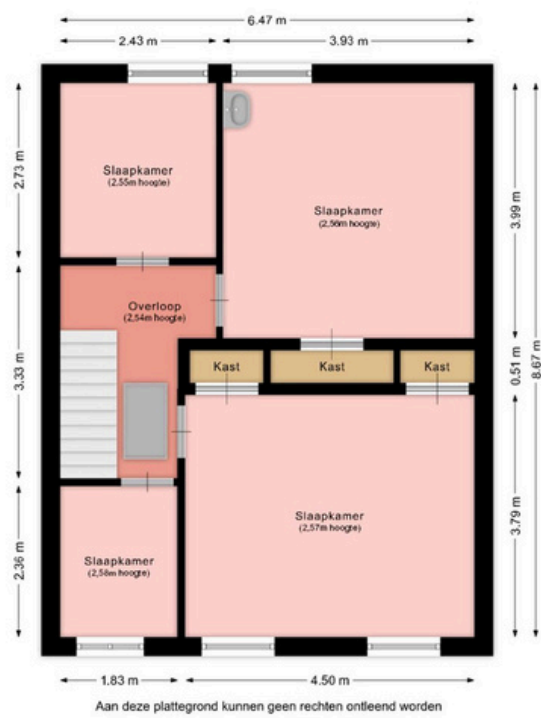 6.47 m
2.43 m
3.93 m
2.73 m
Slaapkamer
(2,55m hoogte)
Slaapkamer
(2,56m hoogte)
3.99 m
Overloop
(2,54m hoogte)
3.33 m
Kast
Kast
Kast
0.51 m
8.67 m
Slaapkamer
(2,57m hoogte)
3.79 m
Slaapkamer
(2,58m hoogte)
2.36 m
1.83 m
4.50 m
Aan deze plattegrond kunnen geen rechten ontleend worden